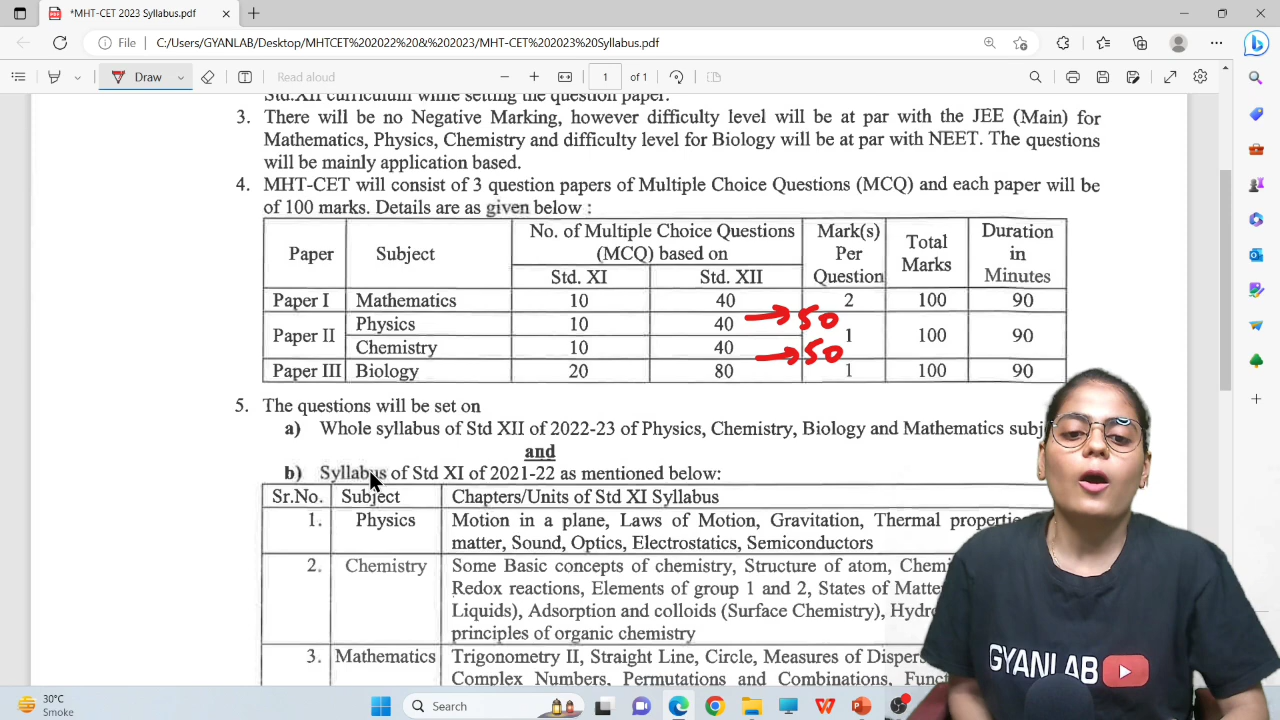 *MHT-CET 2023 Syllabus.pdf
File C:/Users/GYANLAB/Desktop/MHTCET%202022%20&%202023/MHT-CET%202023%20Syllabus.pdf
Draw Read aloud 1 of 1
Std.XII curriculum while setting the question paper.
3. There will be no Negative Marking, however difficulty level will be at par with the JEE (Main) for
Mathematics, Physics, Chemistry and difficulty level for Biology will be at par with NEET. The questions
will be mainly application based.
4. MHT-CET will consist of 3 question papers of Multiple Choice Questions (MCQ) and each paper will be
of 100 marks. Details are as given below :
Paper Subject No. of Multiple Choice Questions (MCQ) based on Mark(s) Per Question Total Marks Duration in Minutes
Std. XI Std. XII
Paper I Mathematics 10 40 2 100 90
Paper II Physics 10 40 → 50 1 100 90
Chemistry 10 40 → 50
Paper III Biology 20 80 1 100 90
5. The questions will be set on
a) Whole syllabus of Std XII of 2022-23 of Physics, Chemistry, Biology and Mathematics subj
and
b) Syllabus of Std XI of 2021-22 as mentioned below:
Sr.No. Subject Chapters/Units of Std XI Syllabus
1. Physics Motion in a plane, Laws of Motion, Gravitation, Thermal properti
matter, Sound, Optics, Electrostatics, Semiconductors
2. Chemistry Some Basic concepts of chemistry, Structure of atom, Chemi
Redox reactions, Elements of group 1 and 2, States of Matte
Liquids), Adsorption and colloids (Surface Chemistry), Hydr
principles of organic chemistry
3. Mathematics Trigonometry II, Straight Line, Circle, Measures of Dispers
Complex Numbers, Permutations and Combinations, Funct
GYANLAB
30°C
Smoke
Search